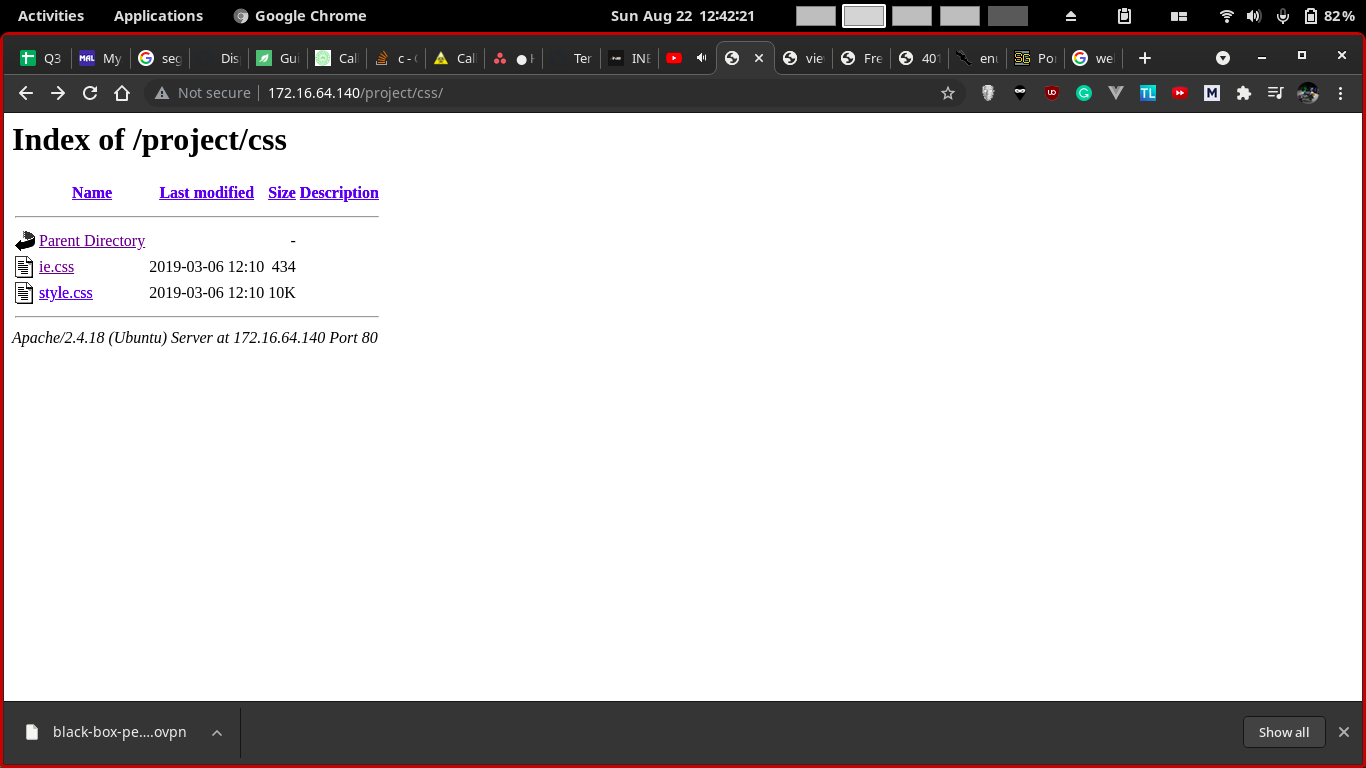 Activities Applications Google Chrome Sun Aug 22 12:42:21 82%
Q3 MAL My seg Dis Gui Cal c - Cal Ter INE vie Fre 401 enu Po we
Not secure 172.16.64.140/project/css/
Index of /project/css
Name Last modified Size Description
Parent Directory -
ie.css 2019-03-06 12:10 434
style.css 2019-03-06 12:10 10K
Apache/2.4.18 (Ubuntu) Server at 172.16.64.140 Port 80
black-box-pe....ovpn Show all